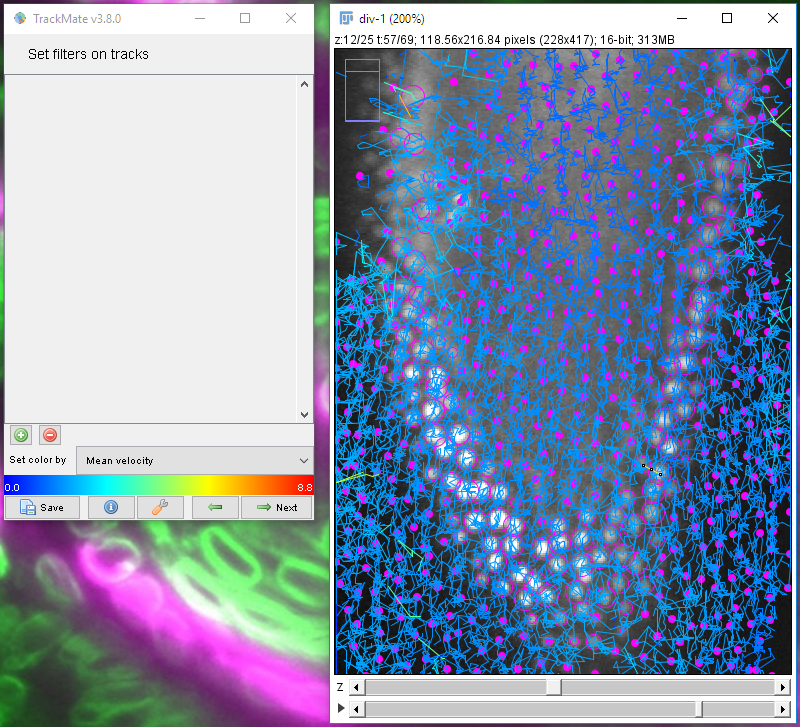 TrackMate v3.8.0
Set filters on tracks
Set color by
Mean velocity
0.0
8.8
Save
Next
div-1 (200%)
z:12/25 t:57/69; 118.56x216.84 pixels (228x417); 16-bit; 313MB
z